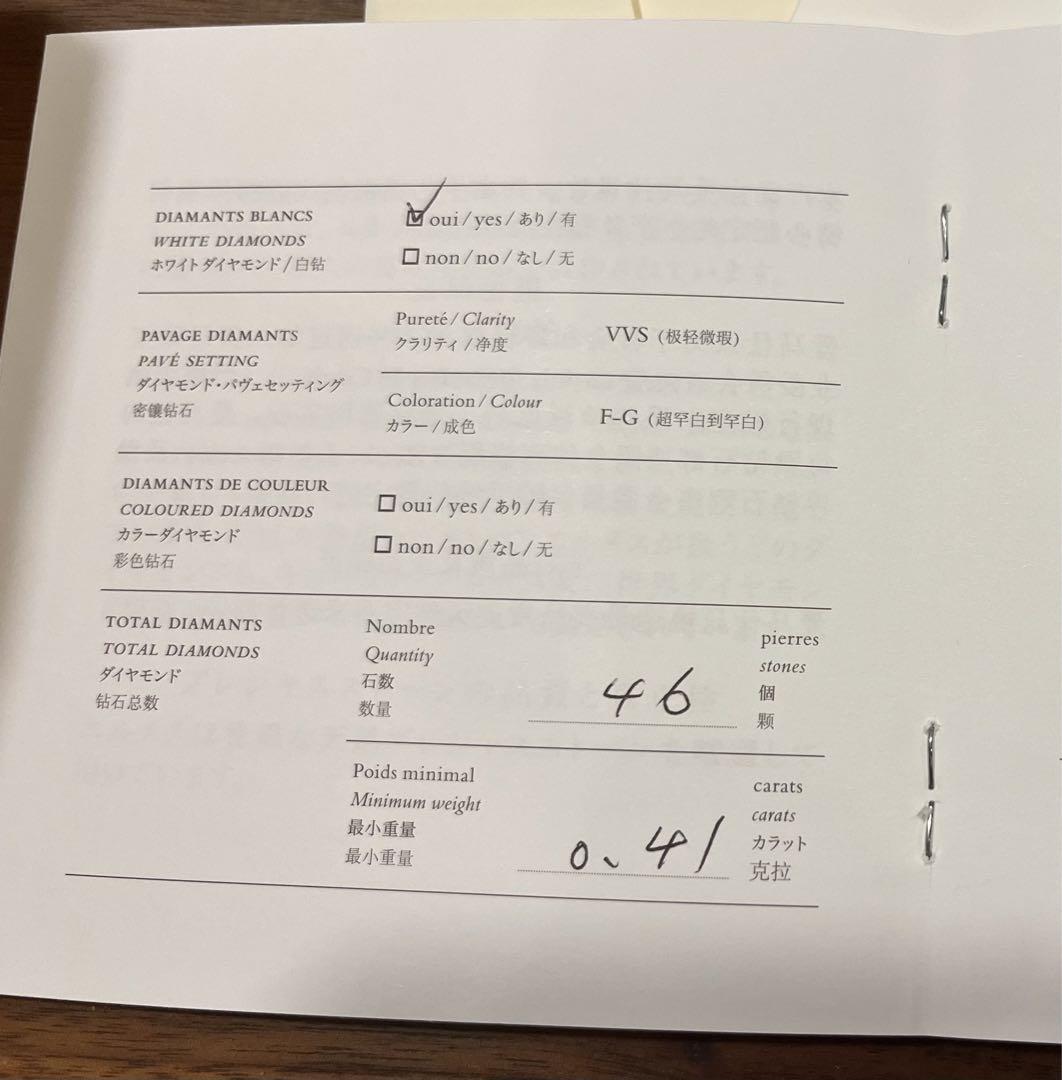 DIAMANTS BLANCS
WHITE DIAMONDS
ホワイトダイヤモンド/白钻
oui/yes/あり/有
non/no/なし/无
PAVAGE DIAMANTS
PAVÉ SETTING
ダイヤモンド・パヴェセッティング
密镶钻石
Pureté/Clarity
クラリティ/净度
VVS (极轻微瑕)
Coloration/Colour
カラー/成色
F-G (超罕白到罕白)
DIAMANTS DE COULEUR
COLOURED DIAMONDS
カラーダイヤモンド
彩色钻石
oui/yes/あり/有
non/no/なし/无
TOTAL DIAMANTS
TOTAL DIAMONDS
ダイヤモンド
钻石总数
Nombre
Quantity
石数
数量
46
pierres
stones
個
颗
Poids minimal
Minimum weight
最小重量
最小重量
0、41
carats
carats
カラット
克拉